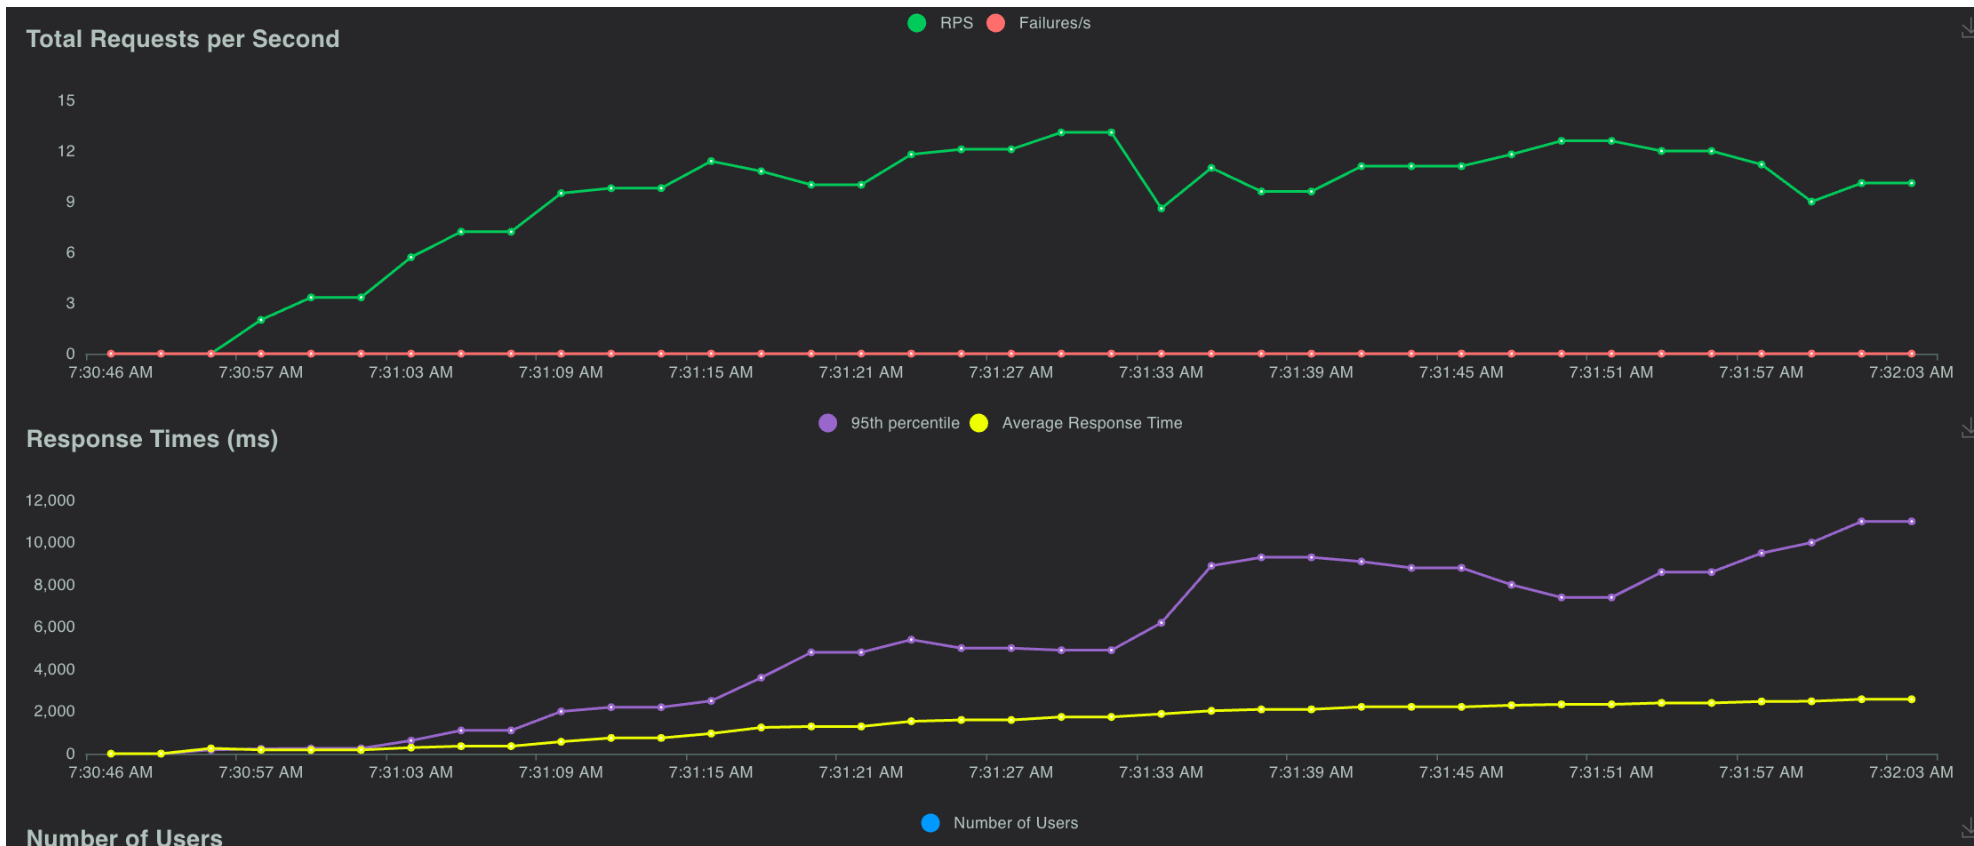 RPS Failures/s
Total Requests per Second
15
12
9
6
3
0
7:30:46 AM 7:30:57 AM 7:31:03 AM 7:31:09 AM 7:31:15 AM 7:31:21 AM 7:31:27 AM 7:31:33 AM 7:31:39 AM 7:31:45 AM 7:31:51 AM 7:31:57 AM 7:32:03 AM
95th percentile Average Response Time
Response Times (ms)
12,000
10,000
8,000
6,000
4,000
2,000
0
7:30:46 AM 7:30:57 AM 7:31:03 AM 7:31:09 AM 7:31:15 AM 7:31:21 AM 7:31:27 AM 7:31:33 AM 7:31:39 AM 7:31:45 AM 7:31:51 AM 7:31:57 AM 7:32:03 AM
Number of Users
Number of Users